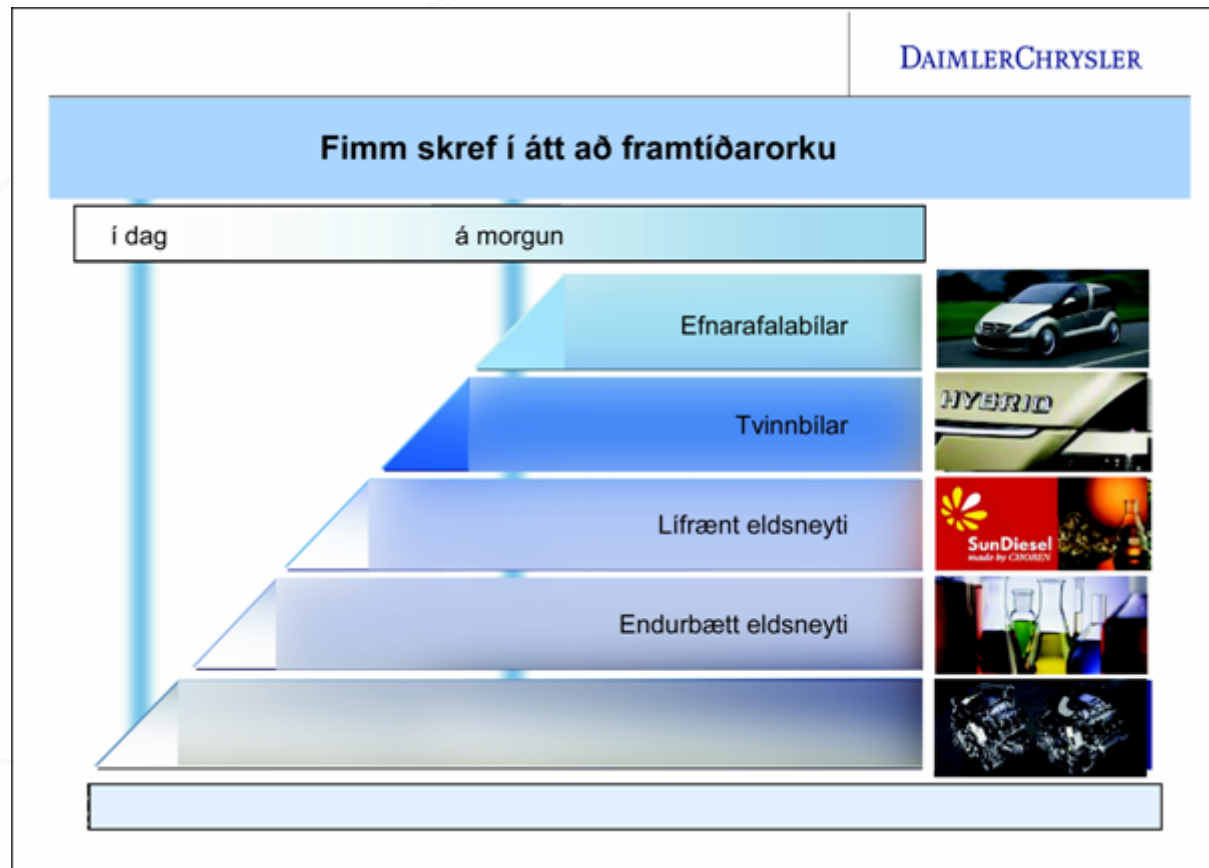 DAIMLERCHRYSLER
Fimm skref í átt að framtíðarorku
í dag
á morgun
Efnarafalabílar
Tvinnbílar
HYBRID
Lífrænt eldsneyti
SunDiesel
made by CHOREN
Endurbætt eldsneyti